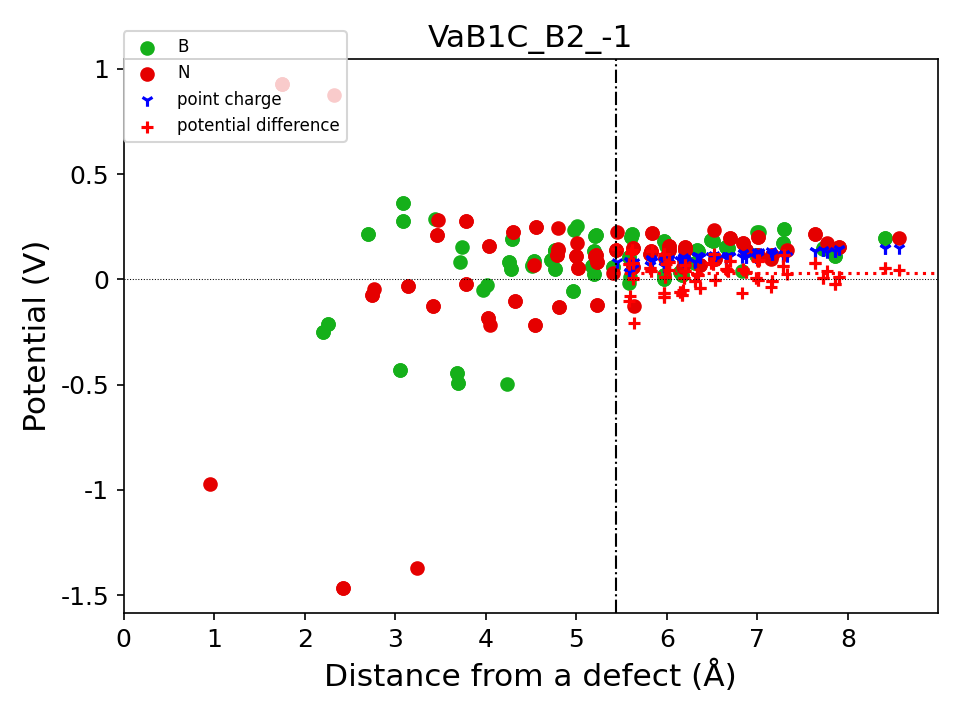 VaB1C_B2_-1
B
N
point charge
potential difference
Potential (V)
1
0.5
0
-0.5
-1
-1.5
0 1 2 3 4 5 6 7 8
Distance from a defect (Å)